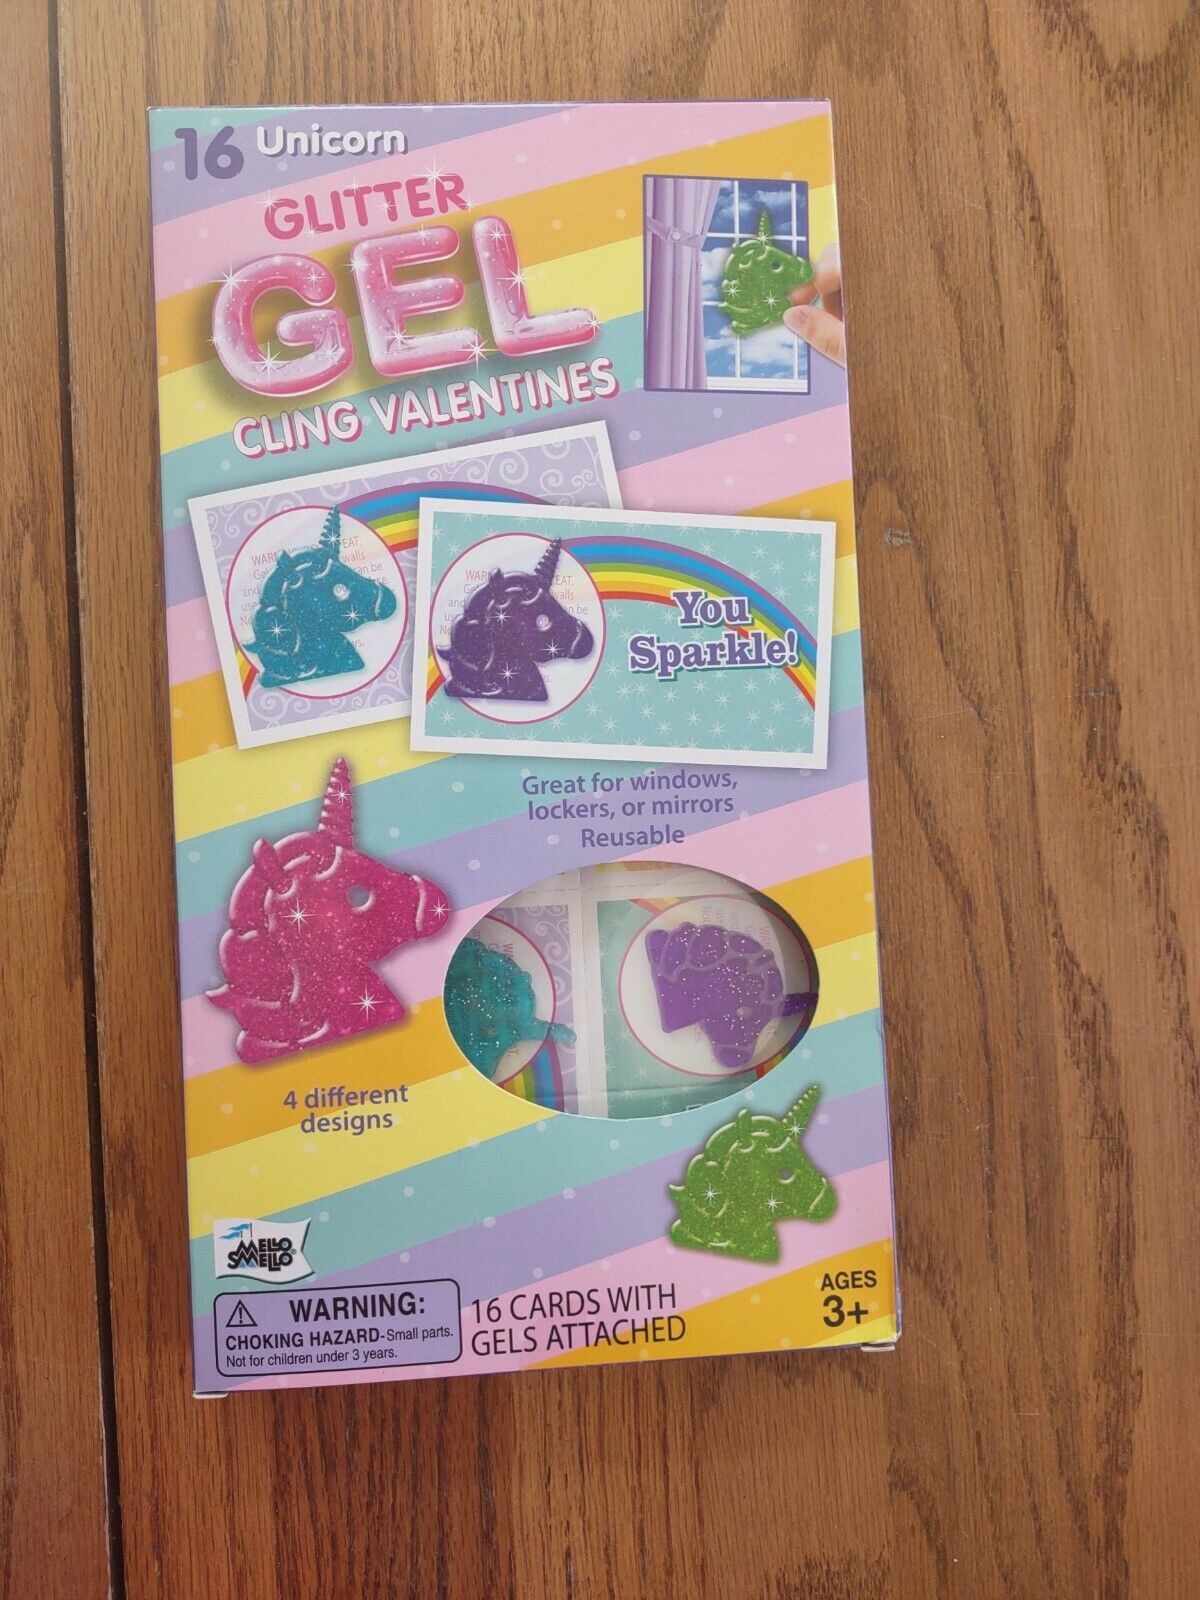 16 Unicorn
GLITTER
GEL
CLING VALENTINES
You
Sparkle!
Great for windows,
lockers, or mirrors
Reusable
4 different
designs
MELLO
SMELLO®
WARNING:
CHOKING HAZARD-Small parts.
Not for children under 3 years.
16 CARDS WITH
GELS ATTACHED
AGES
3+